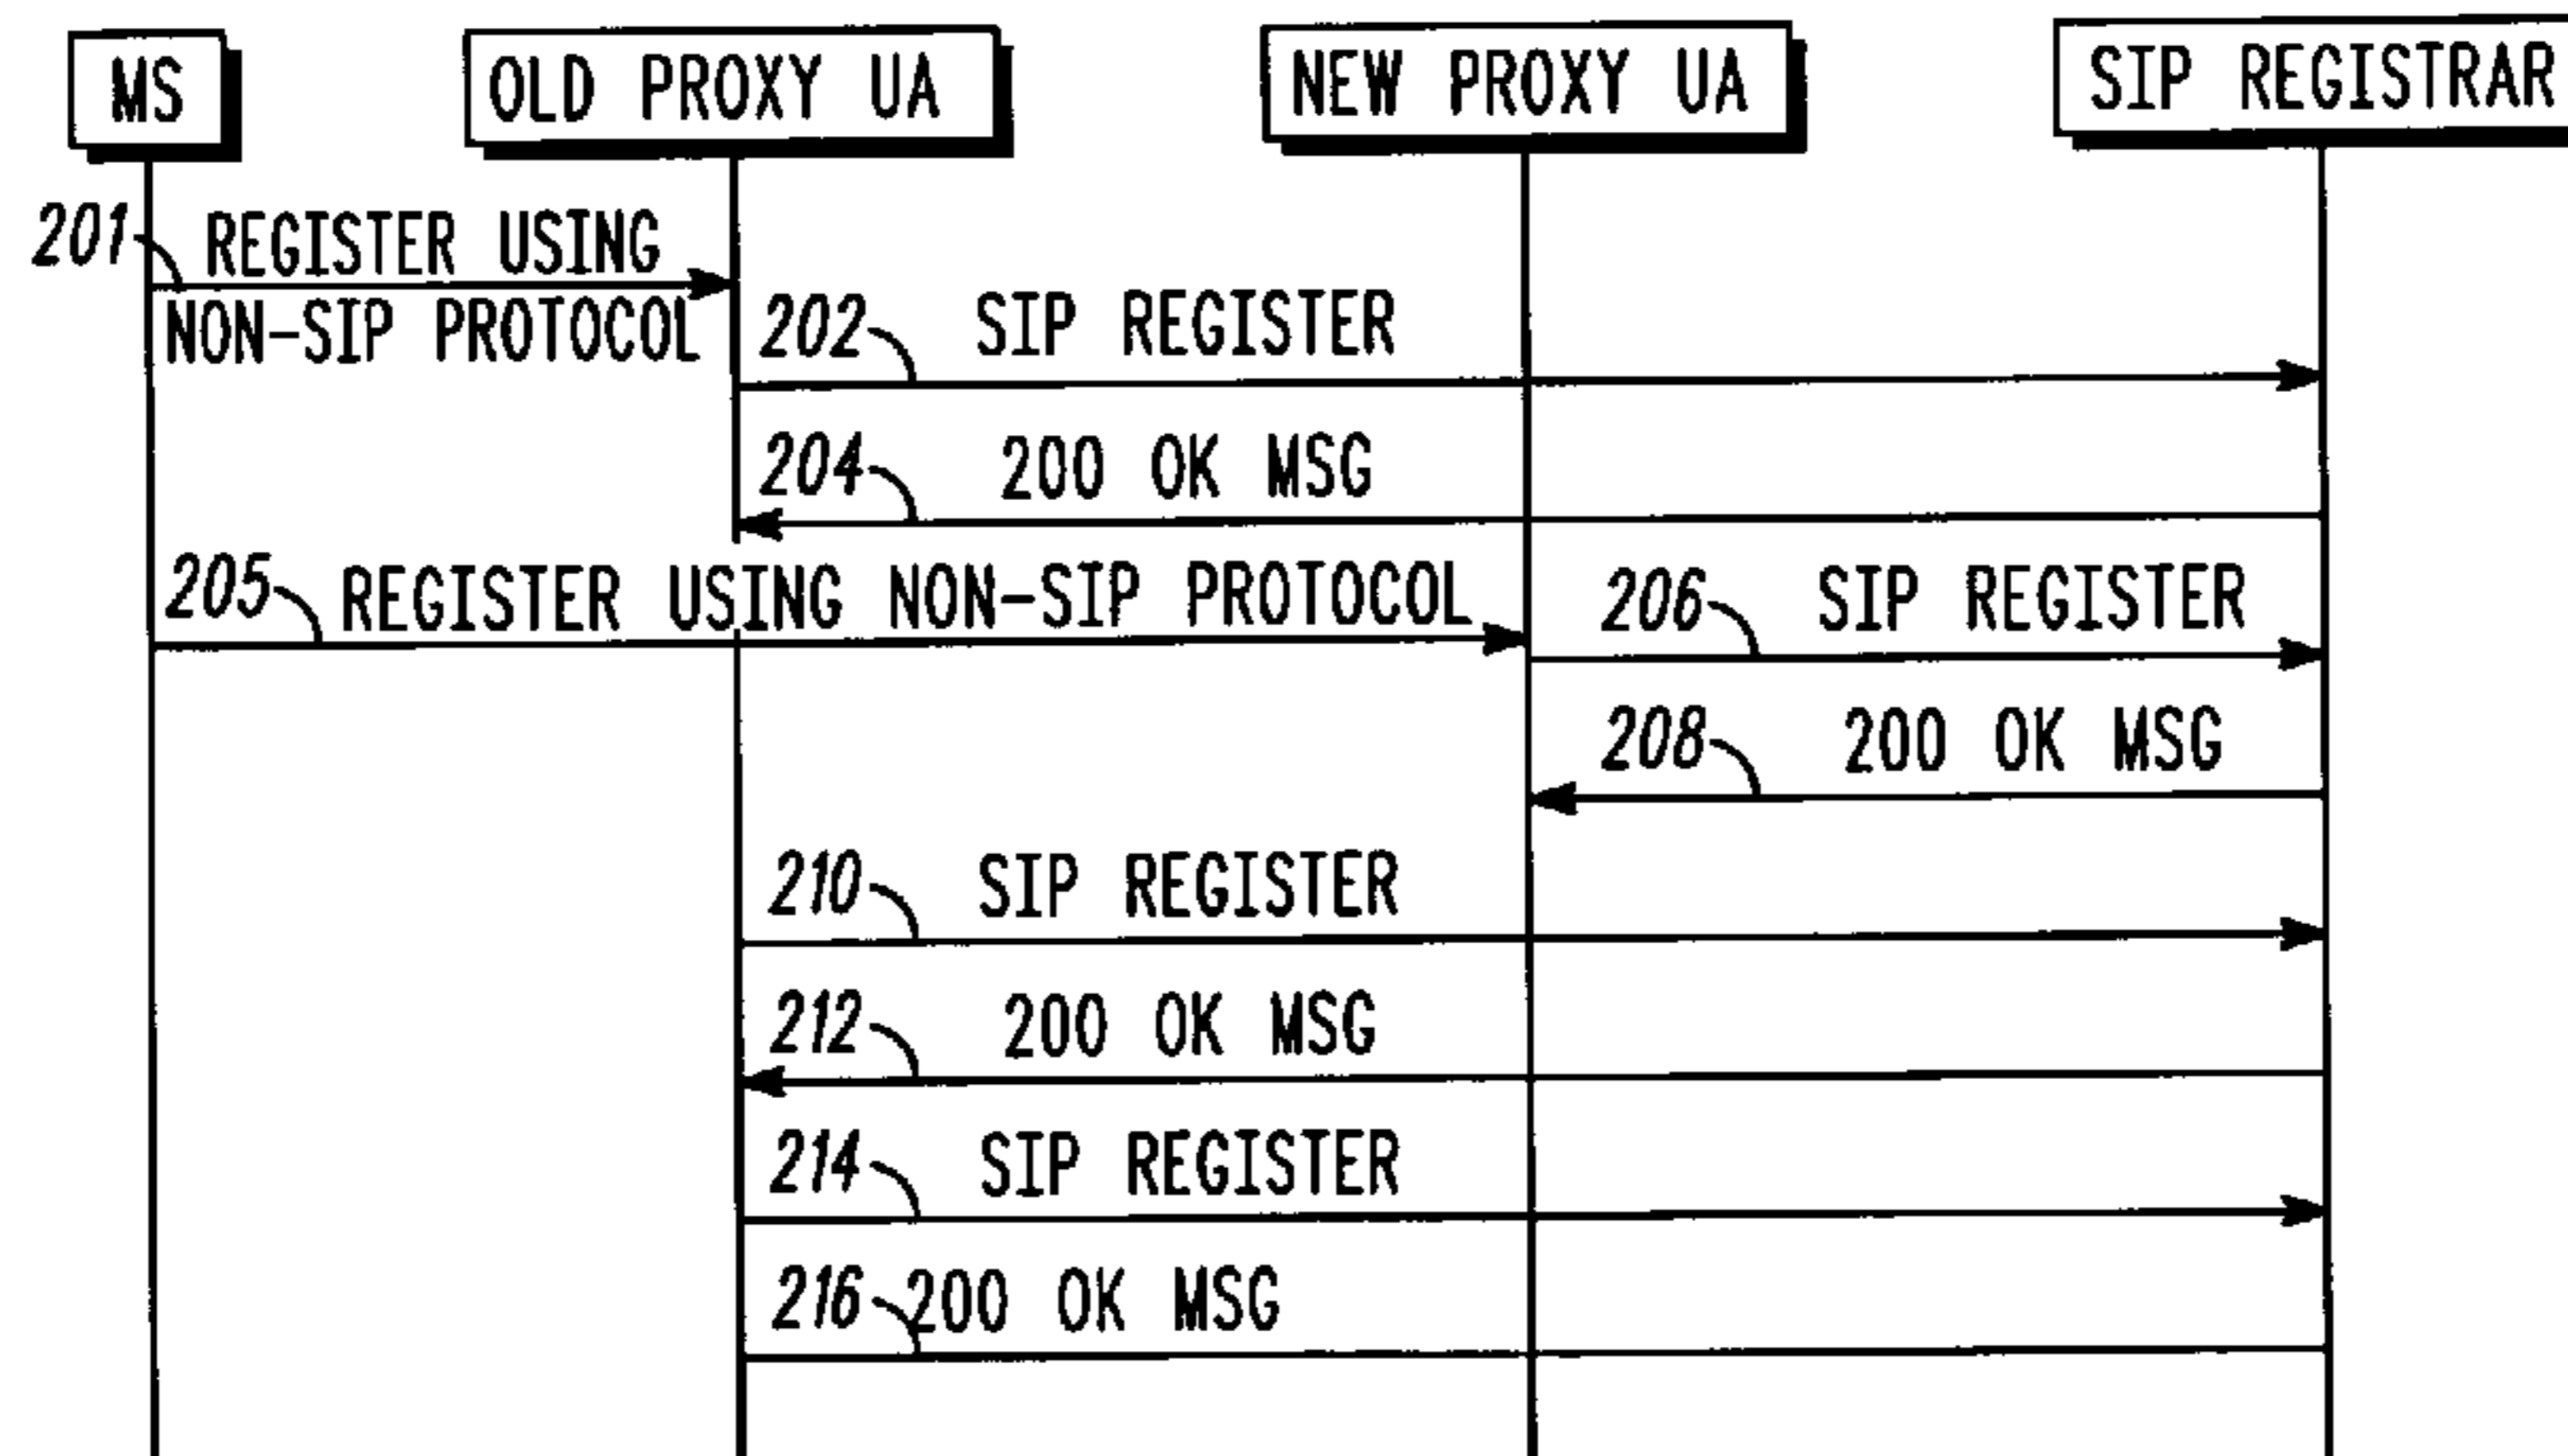 MS
OLD PROXY UA
NEW PROXY UA
SIP REGISTRAR
201
REGISTER USING
NON-SIP PROTOCOL
202
SIP REGISTER
204
200 OK MSG
205
REGISTER USING NON-SIP PROTOCOL
206
SIP REGISTER
208
200 OK MSG
210
SIP REGISTER
212
200 OK MSG
214
SIP REGISTER
216
200 OK MSG